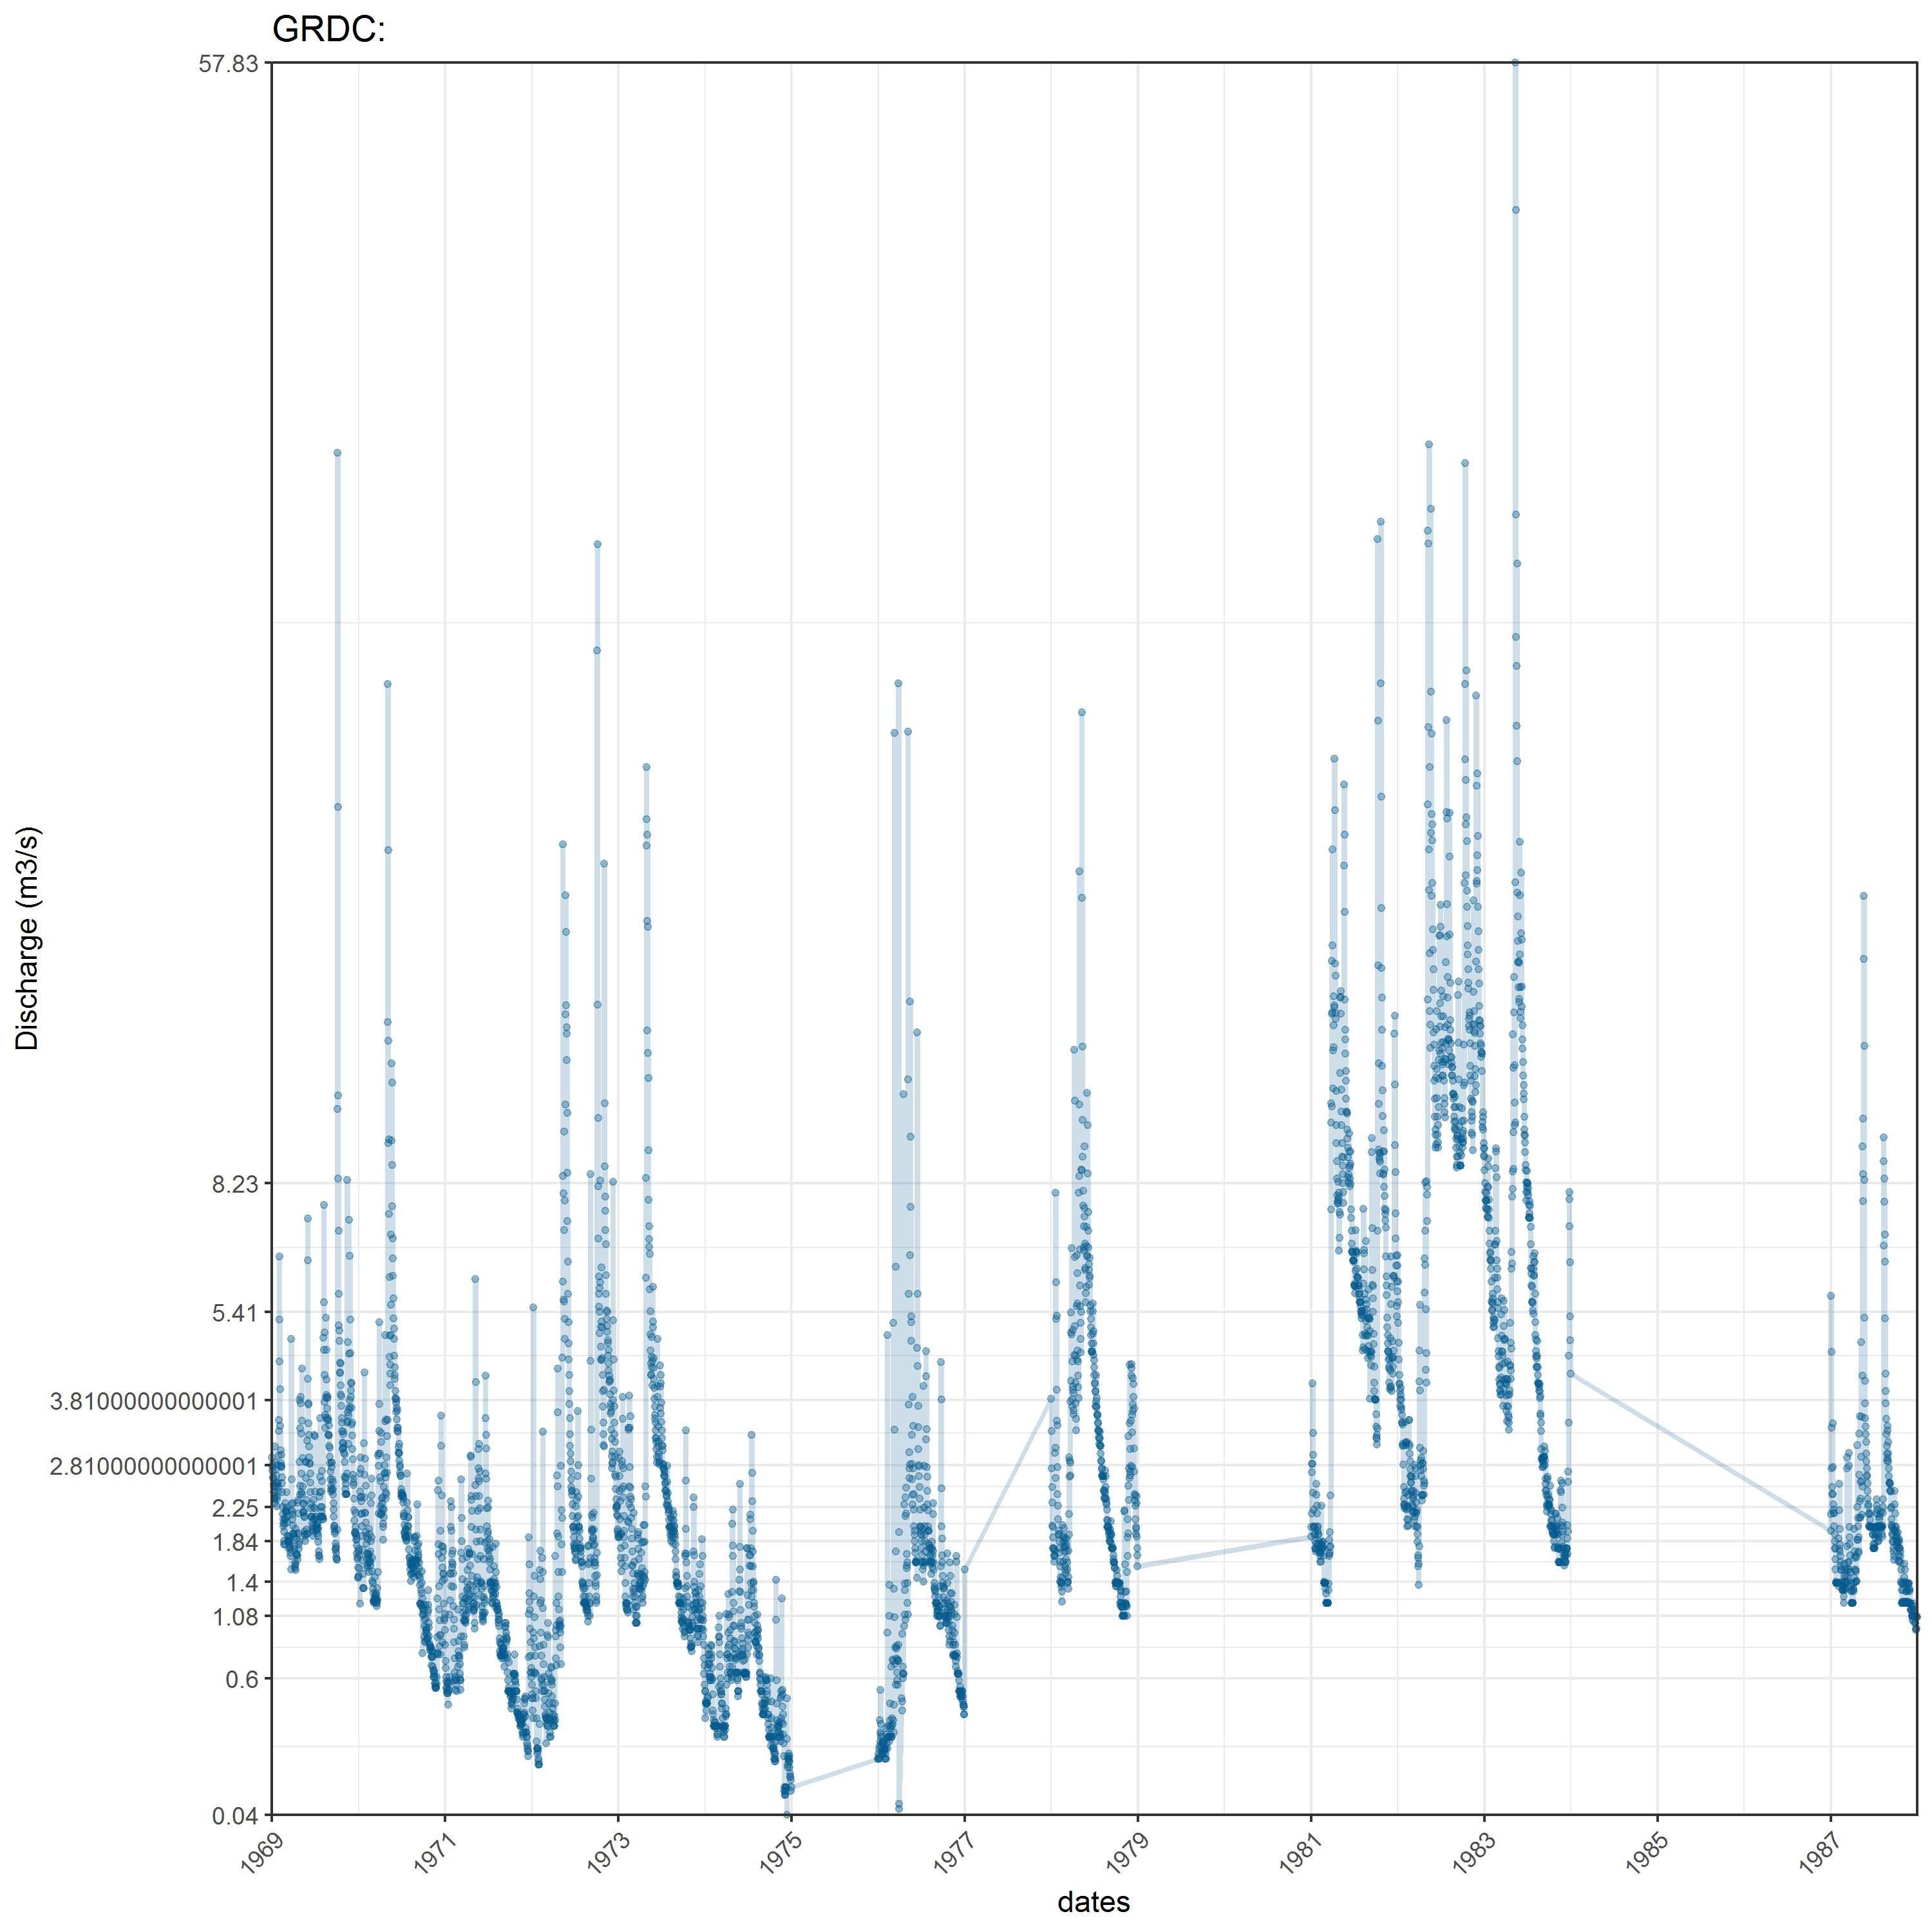 GRDC:
57.83
8.23
5.41
3.81000000000001
2.81000000000001
2.25
1.84
1.4
1.08
0.6
0.04
Discharge (m3/s)
1969 1971 1973 1975 1977 1979 1981 1983 1985 1987
dates